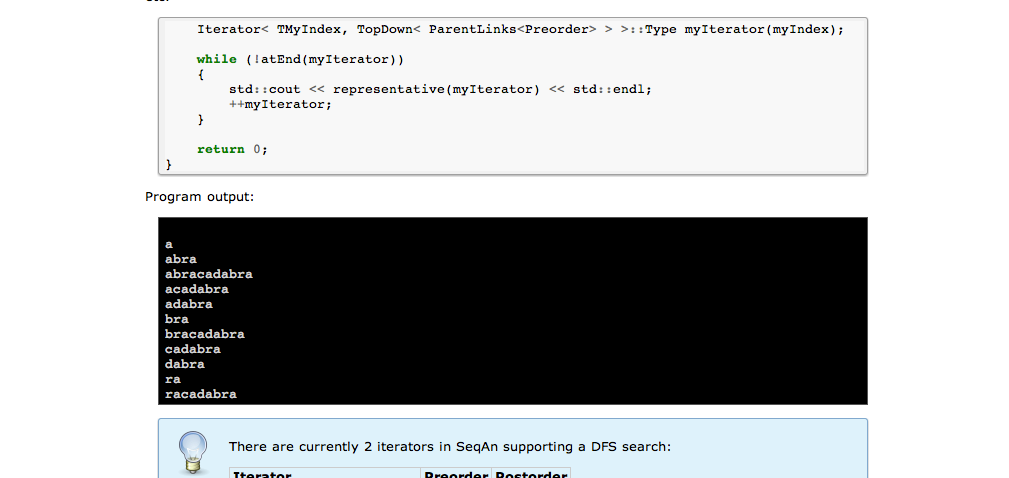 Iterator< TMyIndex, TopDown< ParentLinks<Preorder> > >::Type myIterator(myIndex);
while (!atEnd(myIterator))
{
std::cout << representative(myIterator) << std::endl;
++myIterator;
}
return 0;
}
Program output:
a
abra
abracadabra
acadabra
adabra
bra
bracadabra
cadabra
dabra
ra
racadabra
There are currently 2 iterators in SeqAn supporting a DFS search:
Iterator Preorder Postorder